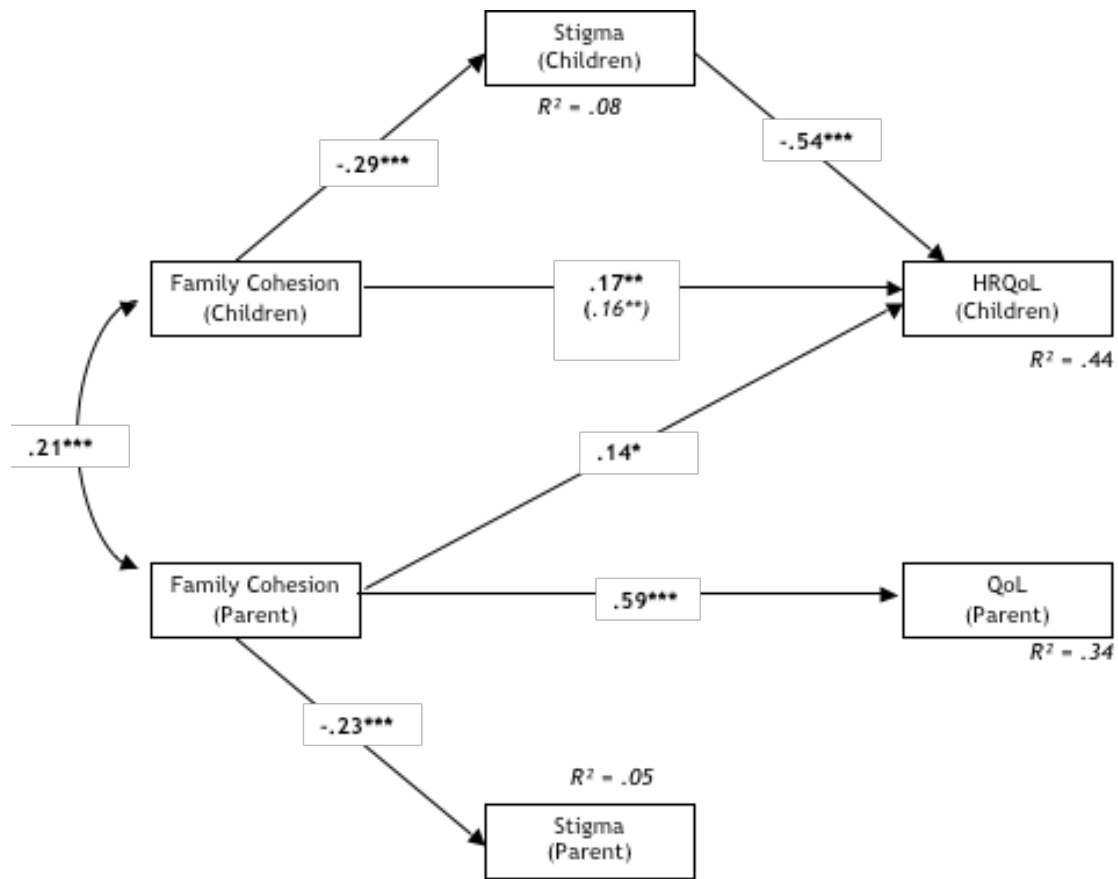 Stigma
(Children)
R² = .08
-.29***
-.54***
Family Cohesion
(Children)
.17**
(.16**)
HRQoL
(Children)
R² = .44
.21***
.14*
Family Cohesion
(Parent)
.59***
QoL
(Parent)
R² = .34
-.23***
R² = .05
Stigma
(Parent)